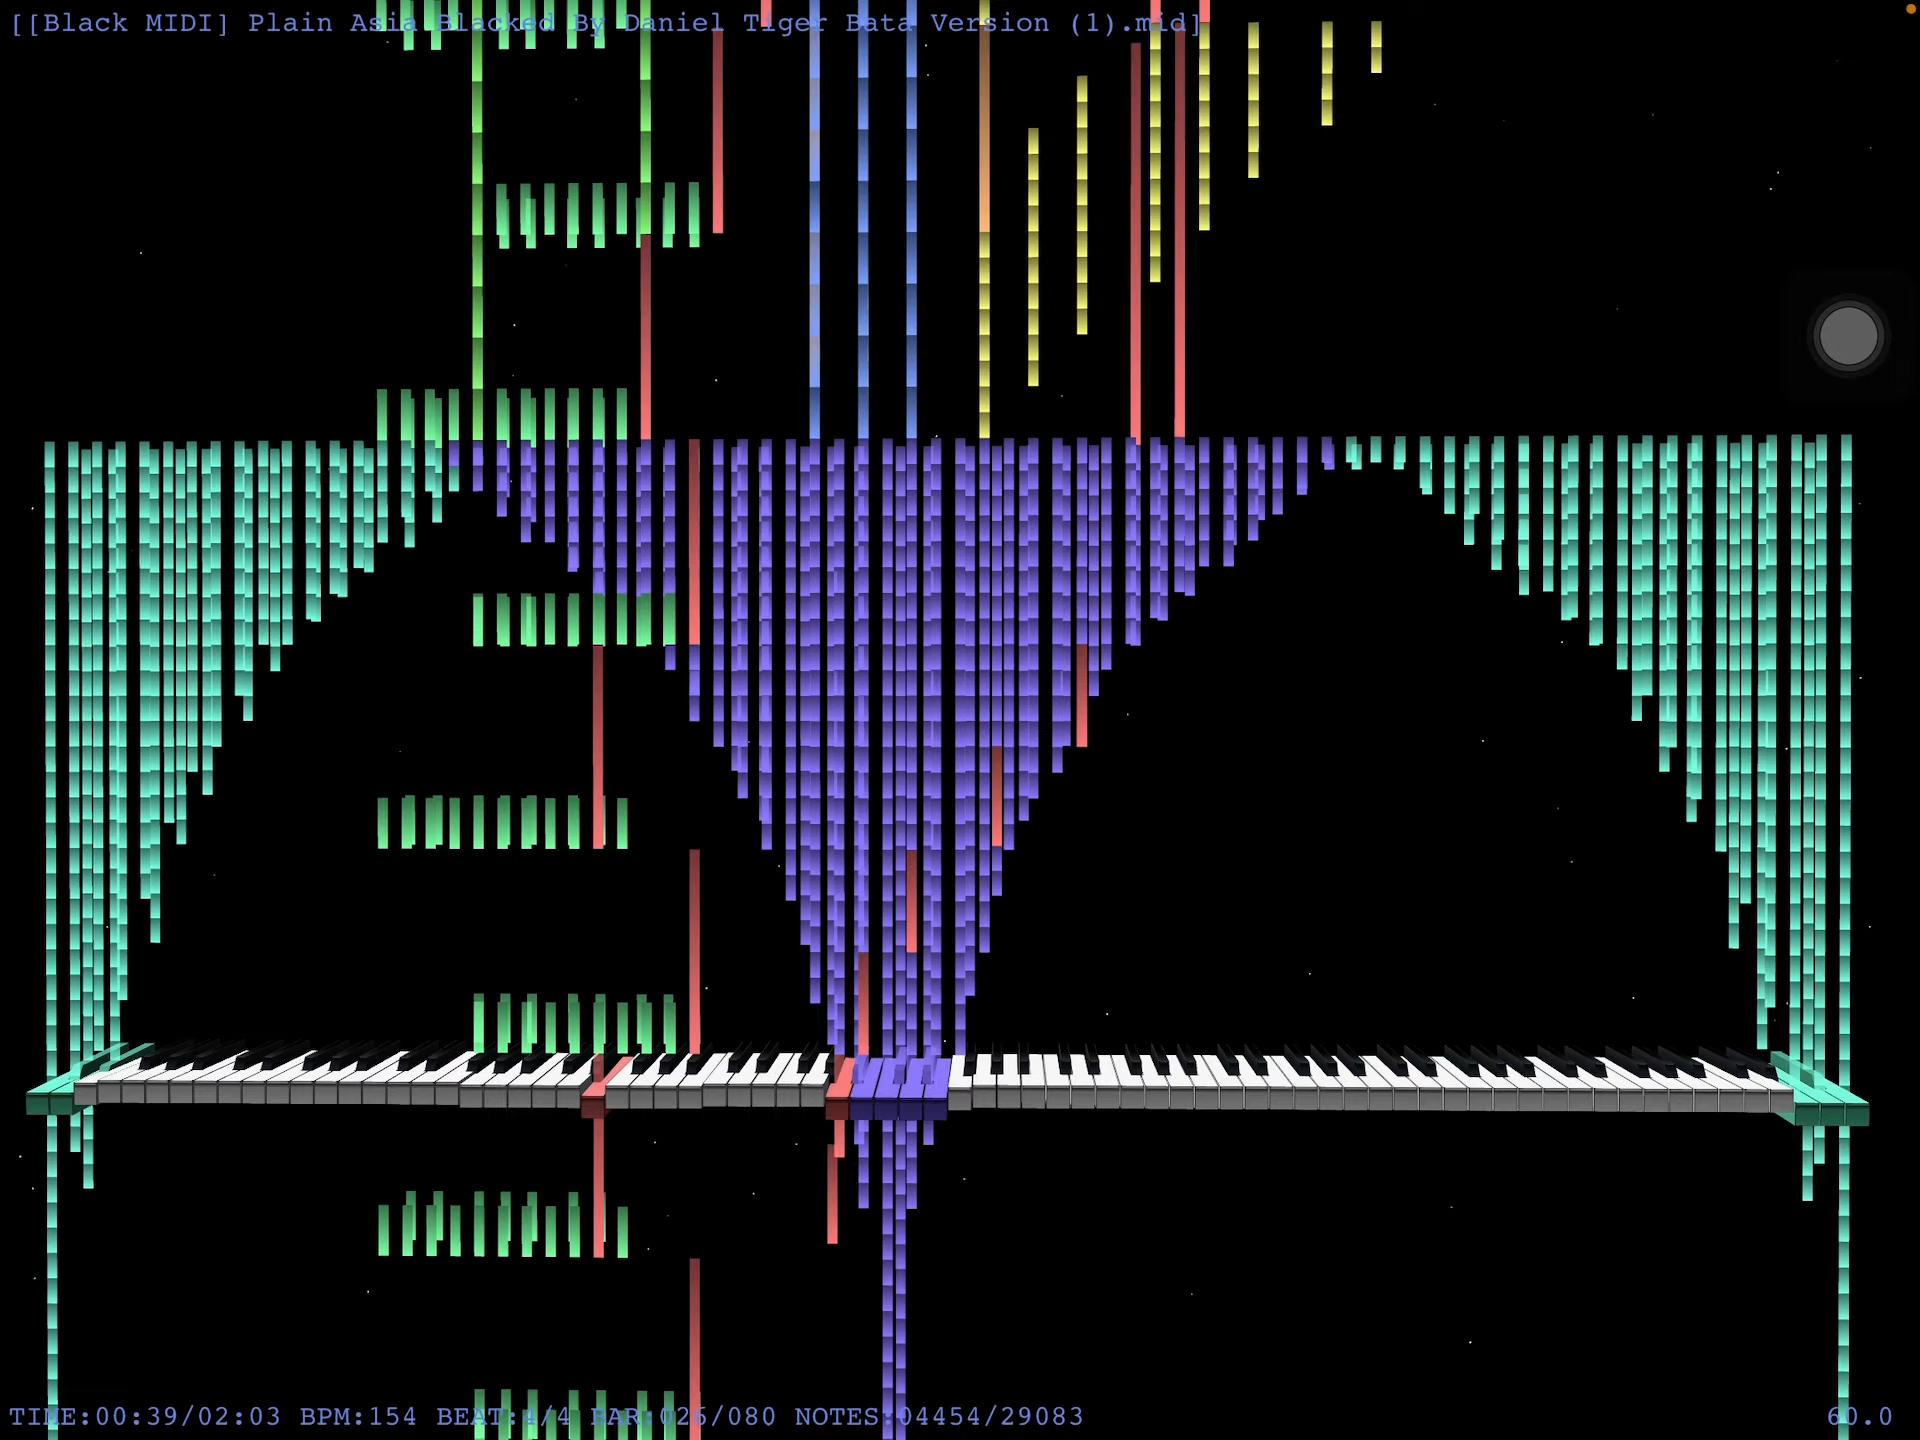 [[Black MIDI] Plain Asia Blacked By Daniel Tiger Bata Version (1).mid]
TIME:00:39/02:03 BPM:154 BEAT:4/4 BAR:026/080 NOTES:04454/29083
60.0